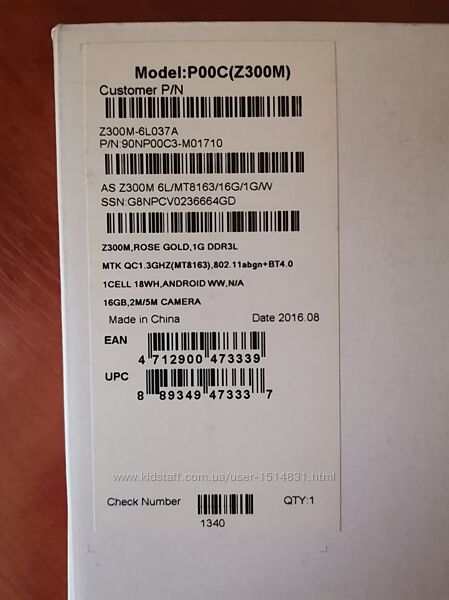 Model:P00C(Z300M)
Customer P/N
Z300M-6L037A
P/N:90NP00C3-M01710
AS Z300M 6L/MT8163/16G/1G/W
SSN:G8NPCV0236664GD
Z300M,ROSE GOLD,1G DDR3L
MTK QC1.3GHZ(MT8163),802.11abgn+BT4.0
1CELL 18WH,ANDROID WW,N/A
16GB,2M/5M CAMERA
Made in China Date 2016.08
EAN
4 712900 473339
UPC
8 89349 47333 7
www.kidstaff.com.ua/user-1514831.html
Check Number QTY:1
1340